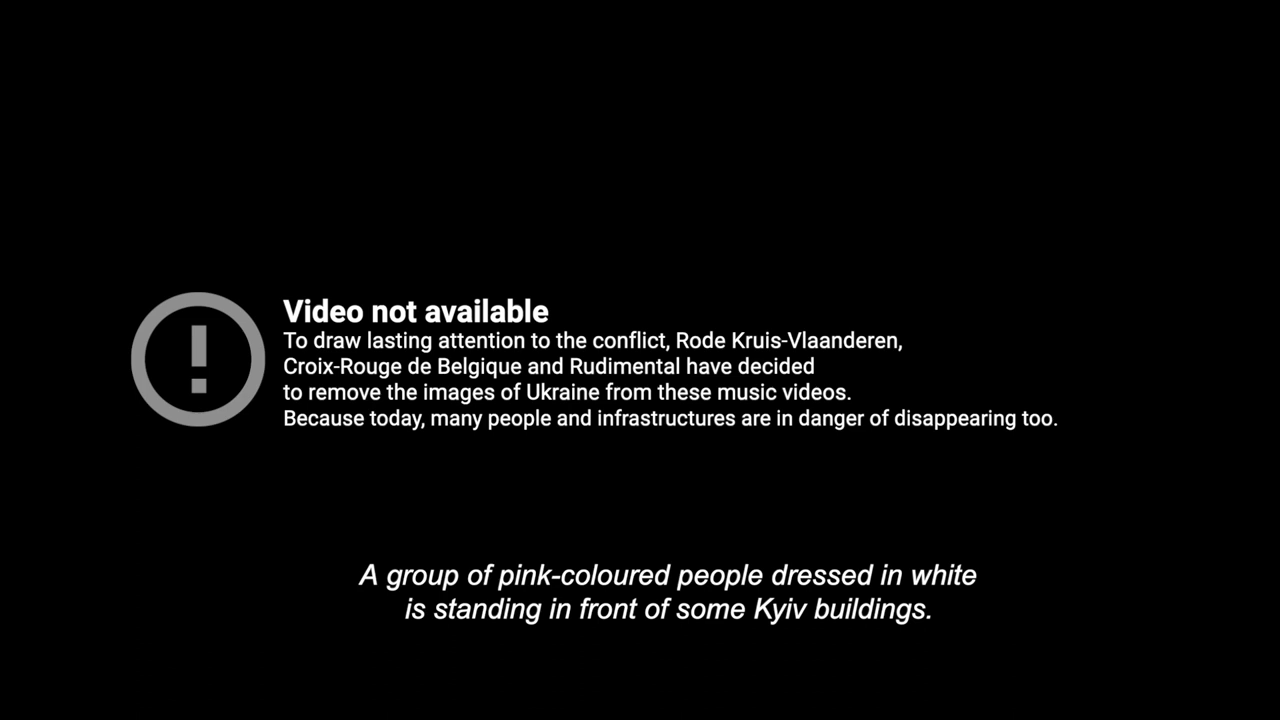 Video not available
To draw lasting attention to the conflict, Rode Kruis-Vlaanderen,
Croix-Rouge de Belgique and Rudimental have decided
to remove the images of Ukraine from these music videos.
Because today, many people and infrastructures are in danger of disappearing too.
A group of pink-coloured people dressed in white
is standing in front of some Kyiv buildings.